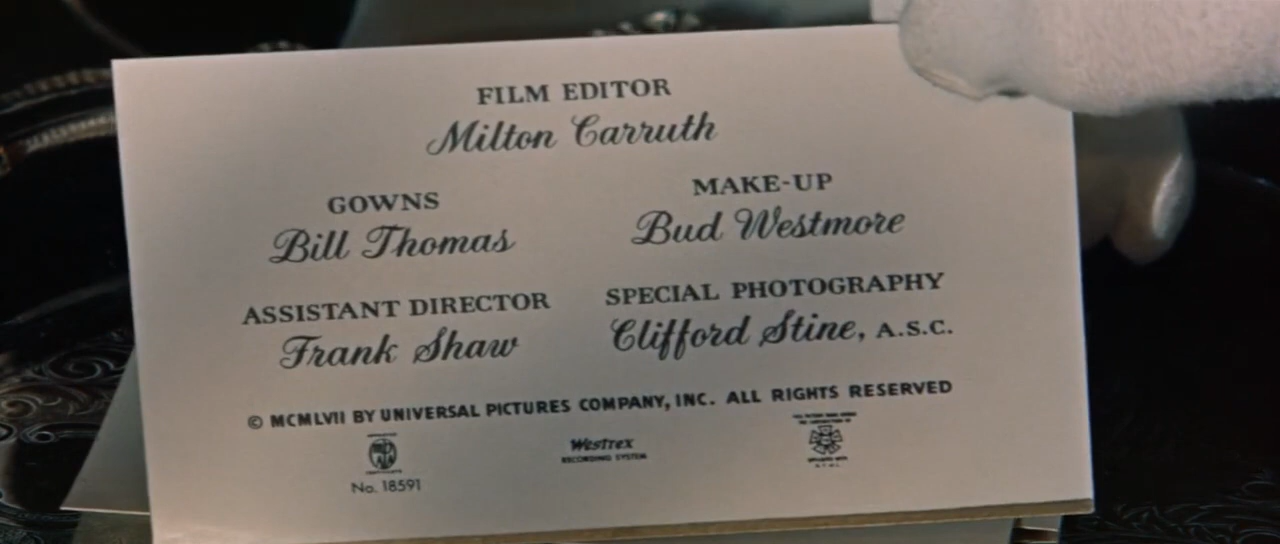 FILM EDITOR
Milton Carruth
GOWNS
Bill Thomas
MAKE-UP
Bud Westmore
ASSISTANT DIRECTOR
Frank Shaw
SPECIAL PHOTOGRAPHY
Clifford Stine, A.S.C.
© MCMLVII BY UNIVERSAL PICTURES COMPANY, INC. ALL RIGHTS RESERVED
No. 18591
Westrex
RECORDING SYSTEM